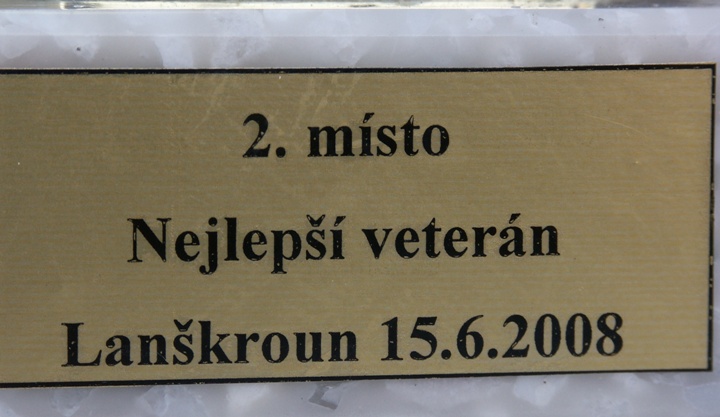 2. místo
Nejlepší veterán
Lanškroun 15.6.2008